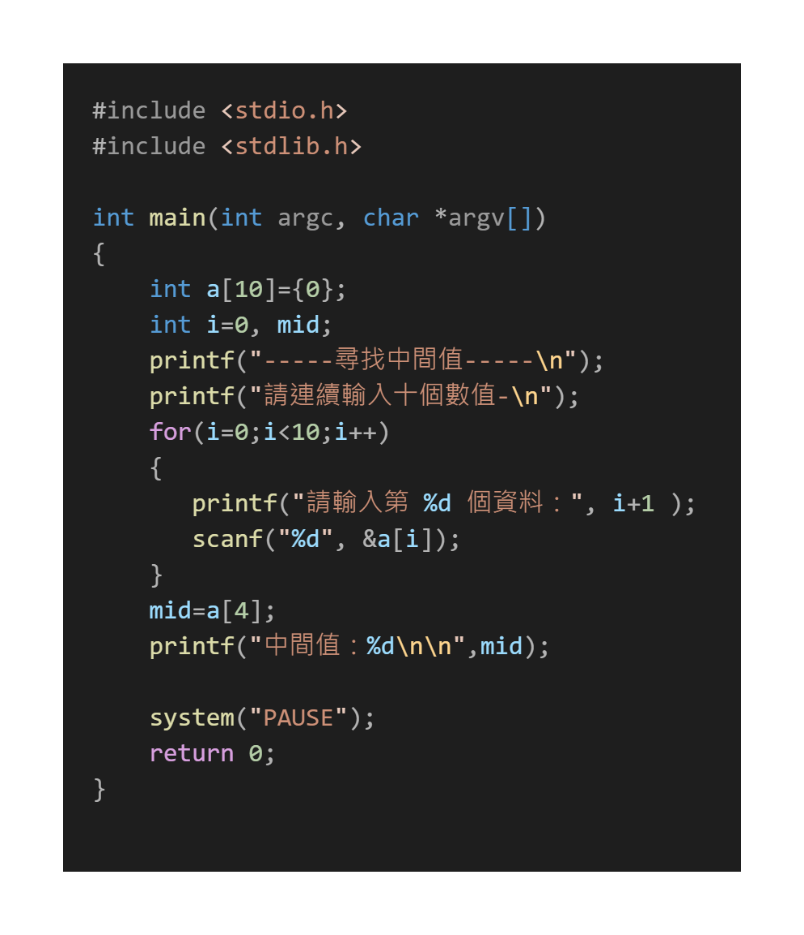 #include <stdio.h>
#include <stdlib.h>
int main(int argc, char *argv[])
{
int a[10]={0};
int i=0, mid;
printf("-----尋找中間值-----\n");
printf("請連續輸入十個數值-\n");
for(i=0;i<10;i++)
{
printf("請輸入第 %d 個資料：", i+1 );
scanf("%d", &a[i]);
}
mid=a[4];
printf("中間值：%d\n\n",mid);
system("PAUSE");
return 0;
}